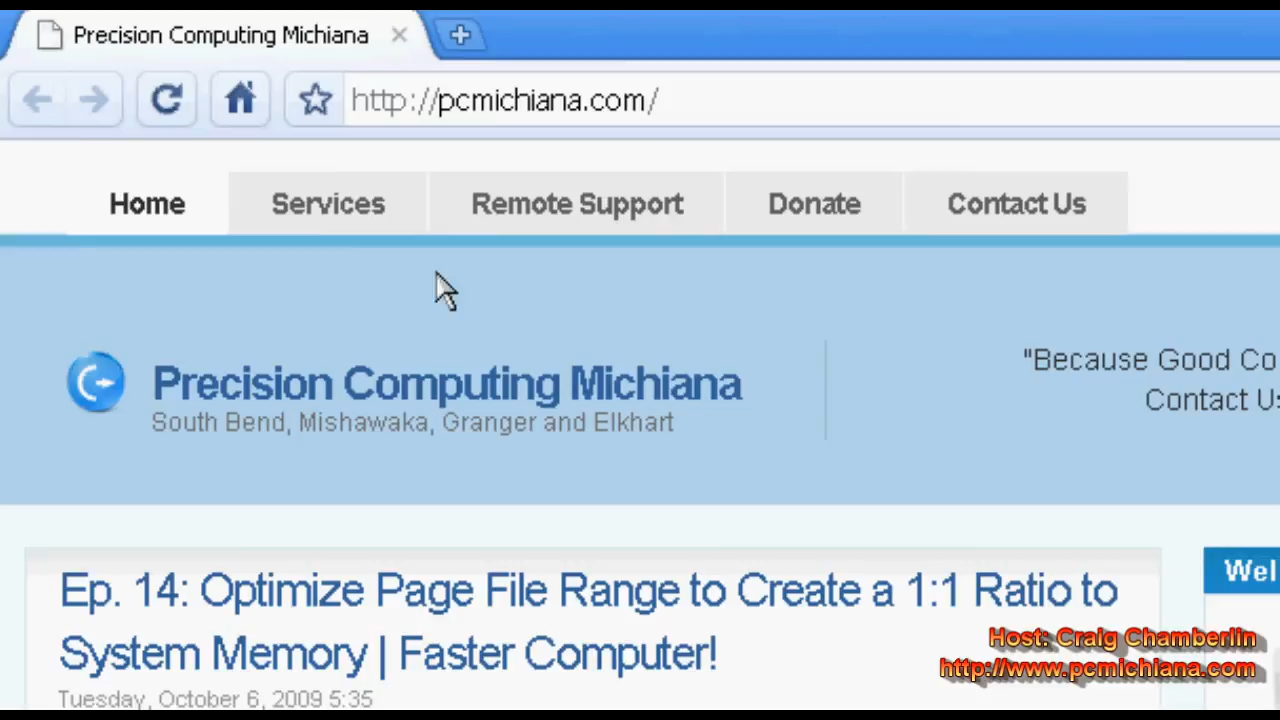 Precision Computing Michiana
http://pcmichiana.com/
Home Services Remote Support Donate Contact Us
"Because Good Co
Contact Us
Precision Computing Michiana
South Bend, Mishawaka, Granger and Elkhart
Ep. 14: Optimize Page File Range to Create a 1:1 Ratio to
System Memory | Faster Computer!
Tuesday, October 6, 2009 5:35
Wel
Host: Craig Chamberlin
http://www.pcmichiana.com